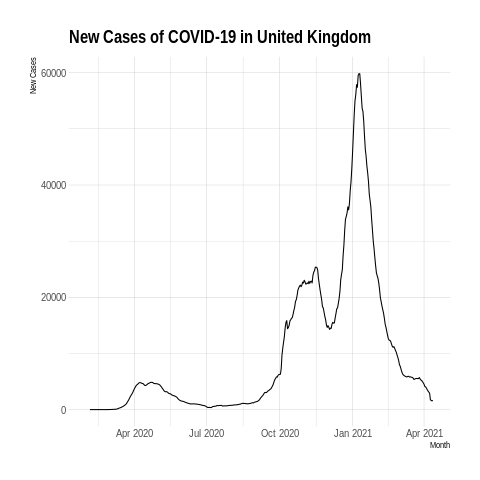 New Cases of COVID-19 in United Kingdom
New Cases
60000
40000
20000
0
Apr 2020 Jul 2020 Oct 2020 Jan 2021 Apr 2021
Month